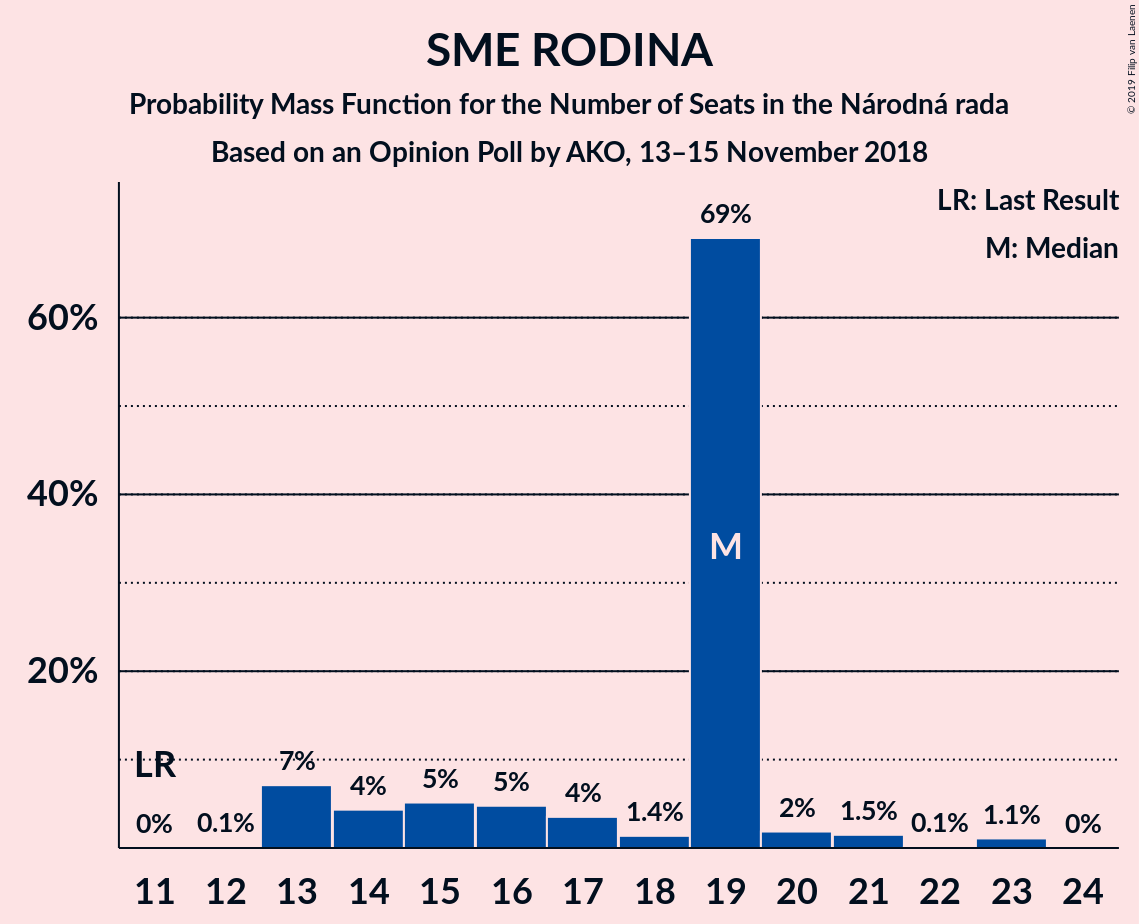 SME RODINA
Probability Mass Function for the Number of Seats in the Národná rada
Based on an Opinion Poll by AKO, 13–15 November 2018
© 2019 Filip van Laenen
LR: Last Result
M: Median
69%
60%
M
40%
20%
LR
7%
4%
5%
5%
4%
2%
1.4%
1.5%
1.1%
0%
0.1%
0.1%
0%
11 12 13 14 15 16 17 18 19 20 21 22 23 24